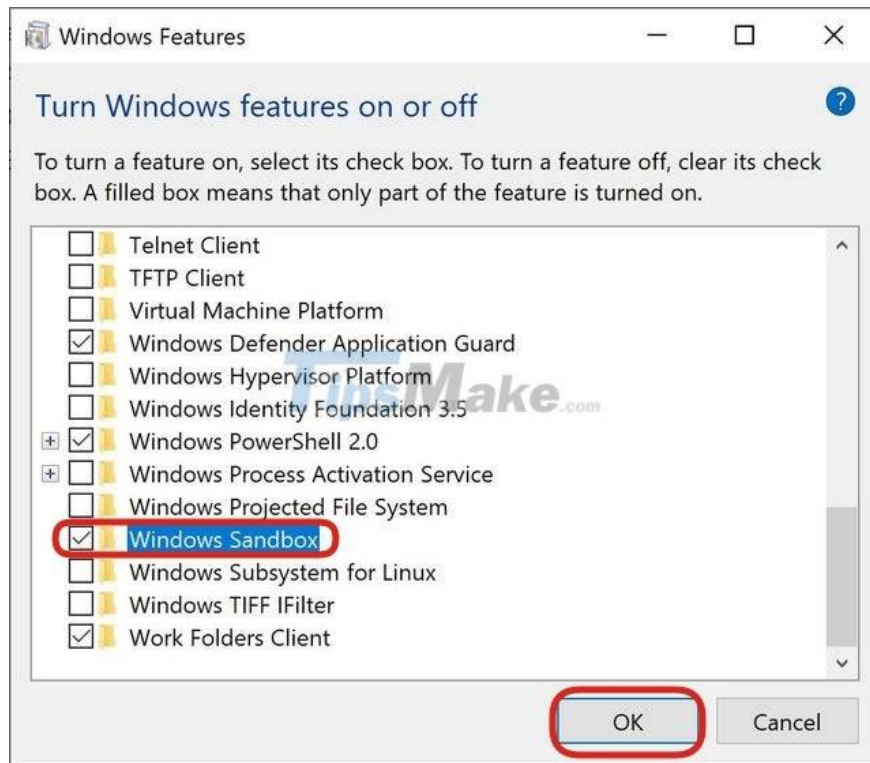 Windows Features
Turn Windows features on or off
?
To turn a feature on, select its check box. To turn a feature off, clear its check
box. A filled box means that only part of the feature is turned on.
Telnet Client
TFTP Client
Virtual Machine Platform
Windows Defender Application Guard
Windows Hypervisor Platform
TipsMake.com
Windows Identity Foundation 3.5
Windows PowerShell 2.0
Windows Process Activation Service
Windows Projected File System
Windows Sandbox
Windows Subsystem for Linux
Windows TIFF IFilter
Work Folders Client
OK
Cancel